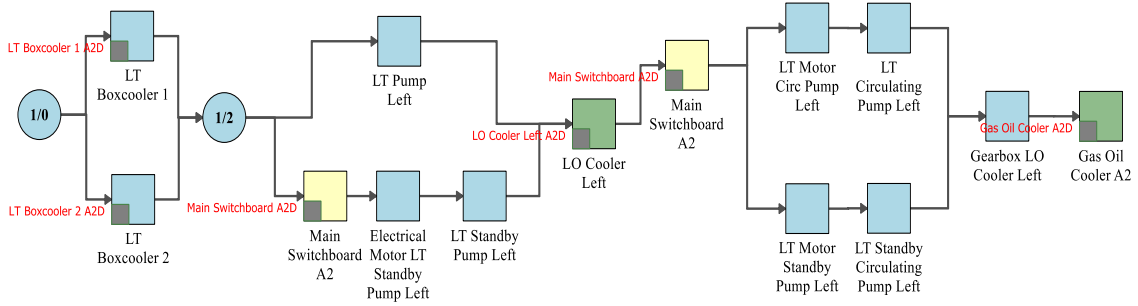 LT Boxcooler 1 A2D
LT
Boxcooler 1
1/0
1/2
LT Boxcooler 2 A2D
LT
Boxcooler 2
LT Pump
Left
Main Switchboard A2D
Main
Switchboard
A2
Electrical
Motor LT
Standby
Pump Left
LT Standby
Pump Left
LO Cooler Left A2D
LO Cooler
Left
Main Switchboard A2D
Main
Switchboard
A2
LT Motor
Circ Pump
Left
LT
Circulating
Pump Left
LT Motor
Standby
Pump Left
LT Standby
Circulating
Pump Left
Gearbox LO
Cooler Left
Gas Oil Cooler A2D
Gas Oil
Cooler A2